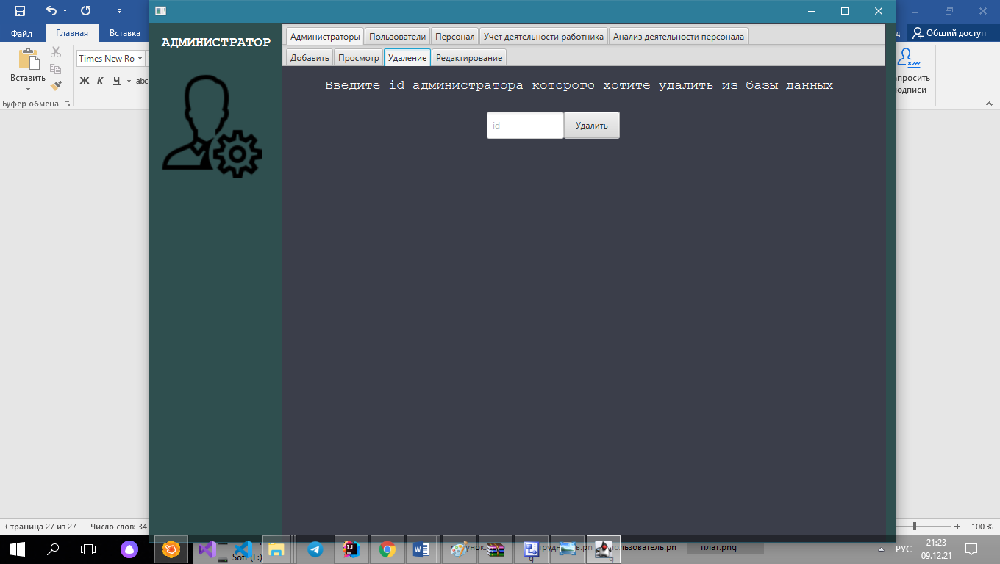 Файл
Главная
Вставка
Общий доступ
Times New Ro
Вставить
Ж К Ч abc
Буфер обмена
просить
одписи
АДМИНИСТРАТОР
Администраторы Пользователи Персонал Учет деятельности работника Анализ деятельности персонала
Добавить Просмотр Удаление Редактирование
Введите id администратора которого хотите удалить из базы данных
id Удалить
Страница 27 из 27 Число слов: 347
100 %
Soft (F:)
ользователь.pn
плат.png
РУС
21:23
09.12.21